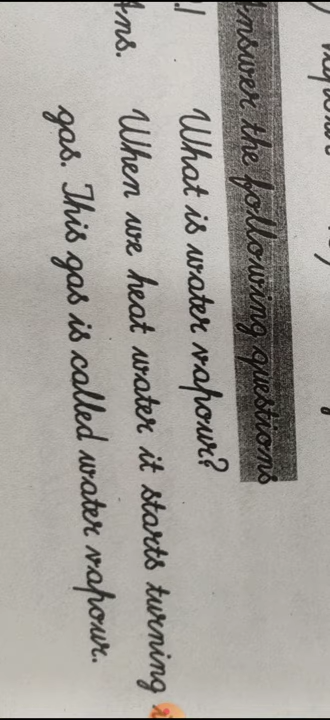 Answer the following questions
.1 What is water vapour?
Ans. When we heat water it starts turning
gas. This gas is called water vapour.